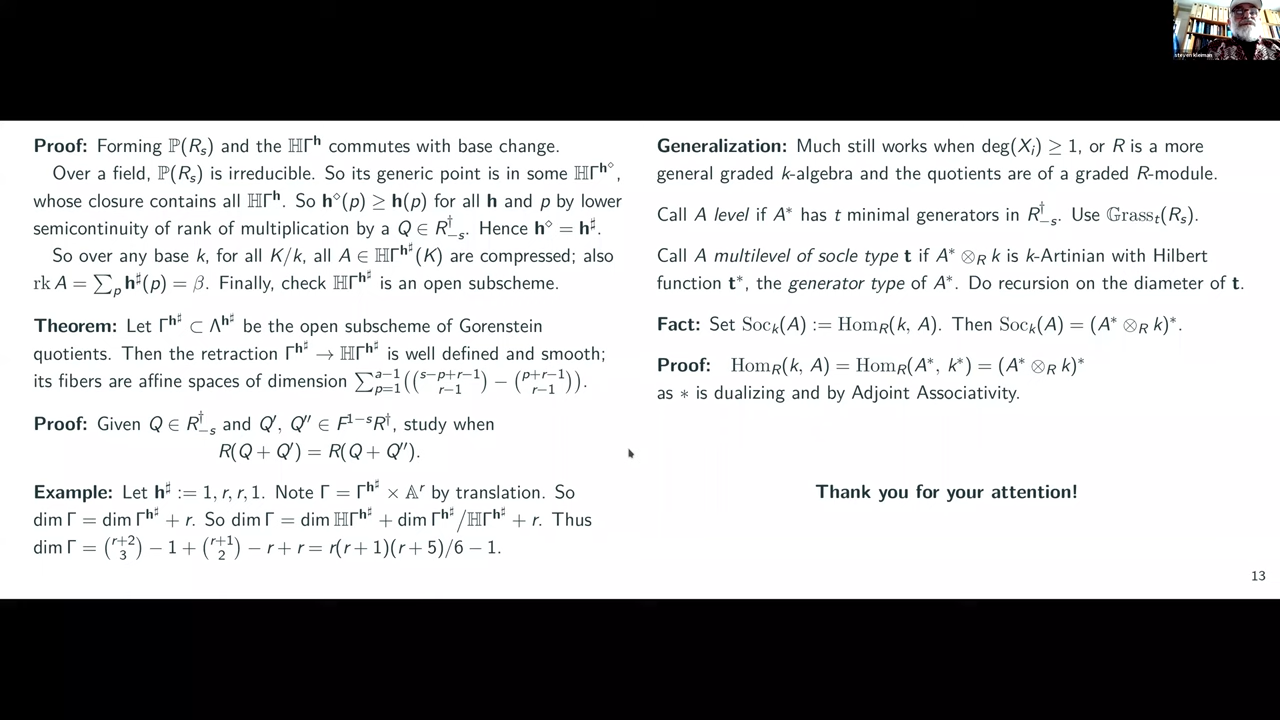 steven kleiman
Proof: Forming ℙ(Rₛ) and the ℍΓ^𝐡 commutes with base change.
Over a field, ℙ(Rₛ) is irreducible. So its generic point is in some ℍΓ^{𝐡^⋄},
whose closure contains all ℍΓ^𝐡. So 𝐡^⋄(p) ≥ 𝐡(p) for all 𝐡 and p by lower
semicontinuity of rank of multiplication by a Q ∈ R^†_{−s}. Hence 𝐡^⋄ = 𝐡^♯.
So over any base k, for all K/k, all A ∈ ℍΓ^{𝐡^♯}(K) are compressed; also
rk A = ∑_p 𝐡^♯(p) = β. Finally, check ℍΓ^{𝐡^♯} is an open subscheme.
Theorem: Let Γ^{𝐡^♯} ⊂ Λ^{𝐡^♯} be the open subscheme of Gorenstein
quotients. Then the retraction Γ^{𝐡^♯} → ℍΓ^{𝐡^♯} is well defined and smooth;
its fibers are affine spaces of dimension ∑_{p=1}^{a−1} ((s−p+r−1 choose r−1) − (p+r−1 choose r−1)).
Proof: Given Q ∈ R^†_{−s} and Q′, Q″ ∈ F^{1−s}R^†, study when
R(Q + Q′) = R(Q + Q″).
Example: Let 𝐡^♯ := 1, r, r, 1. Note Γ = Γ^{𝐡^♯} × 𝔸^r by translation. So
dim Γ = dim Γ^{𝐡^♯} + r. So dim Γ = dim ℍΓ^{𝐡^♯} + dim Γ^{𝐡^♯}/ℍΓ^{𝐡^♯} + r. Thus
dim Γ = (r+2 choose 3) − 1 + (r+1 choose 2) − r + r = r(r + 1)(r + 5)/6 − 1.
Generalization: Much still works when deg(X_i) ≥ 1, or R is a more
general graded k-algebra and the quotients are of a graded R-module.
Call A level if A* has t minimal generators in R^†_{−s}. Use 𝔾rass_t(Rₛ).
Call A multilevel of socle type 𝐭 if A* ⊗_R k is k-Artinian with Hilbert
function 𝐭*, the generator type of A*. Do recursion on the diameter of 𝐭.
Fact: Set Soc_k(A) := Hom_R(k, A). Then Soc_k(A) = (A* ⊗_R k)*.
Proof: Hom_R(k, A) = Hom_R(A*, k*) = (A* ⊗_R k)*
as ∗ is dualizing and by Adjoint Associativity.
Thank you for your attention!
13